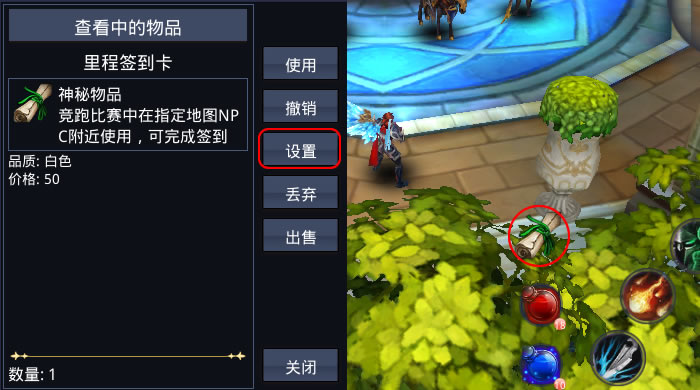 查看中的物品
里程签到卡
神秘物品
竞跑比赛中在指定地图NP
C附近使用，可完成签到
品质: 白色
价格: 50
使用
撤销
设置
丢弃
出售
数量: 1
关闭